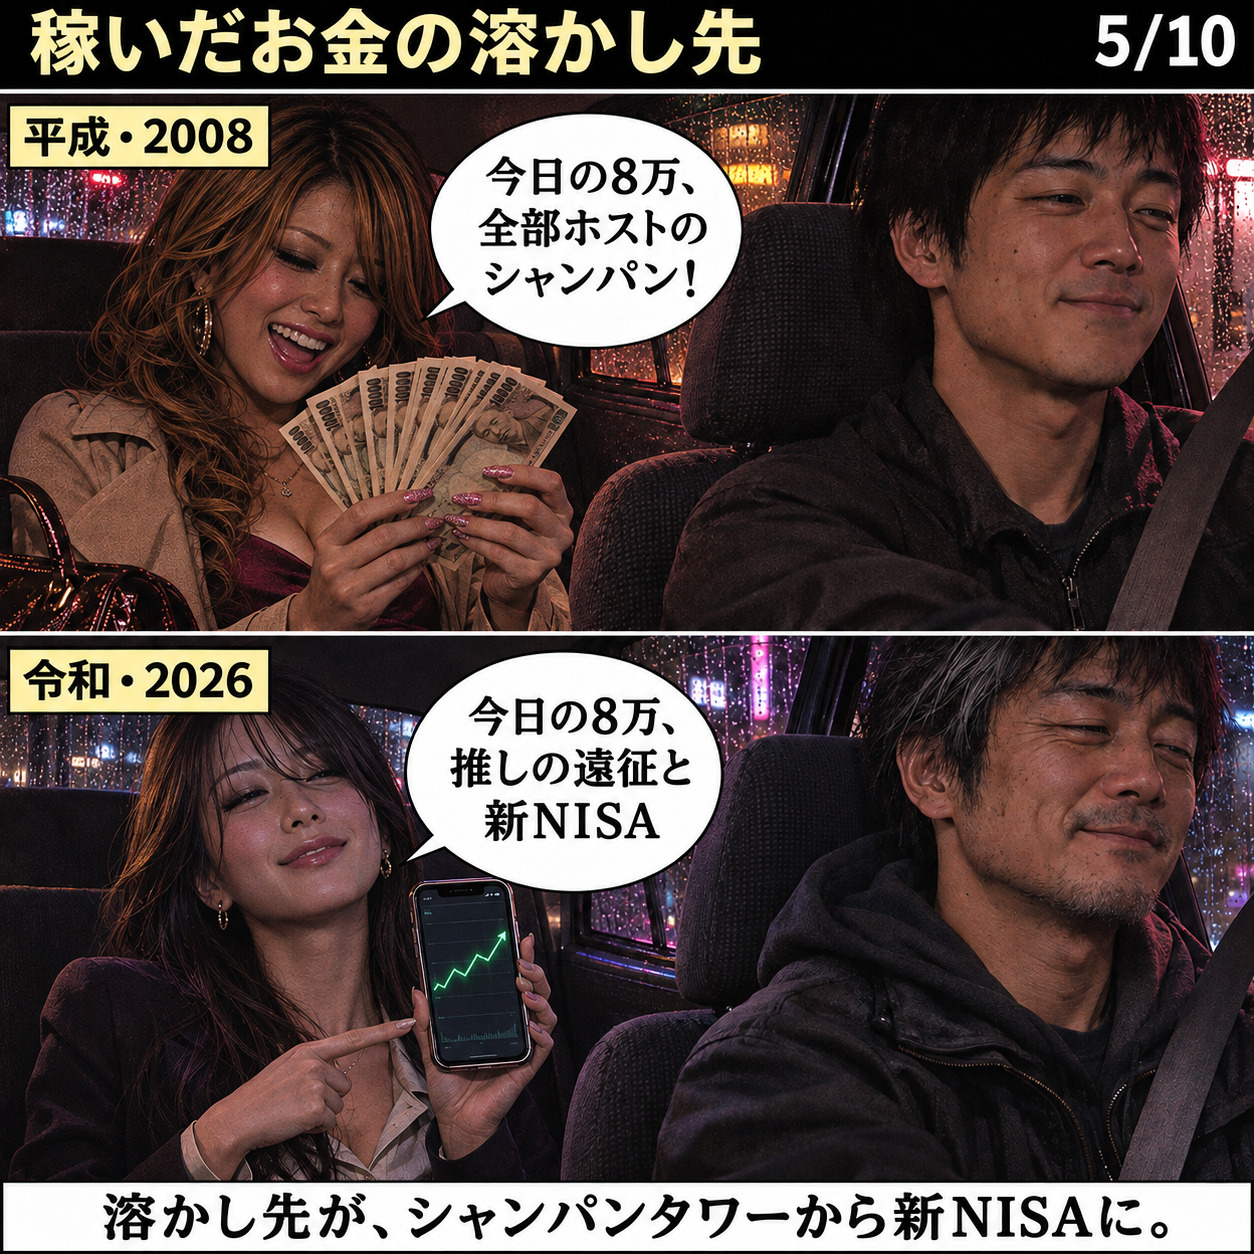 稼いだお金の溶かし先
5/10
平成・2008
今日の8万、
全部ホストの
シャンパン!
令和・2026
今日の8万、
推しの遠征と
新NISA
溶かし先が、シャンパンタワーから新NISAに。